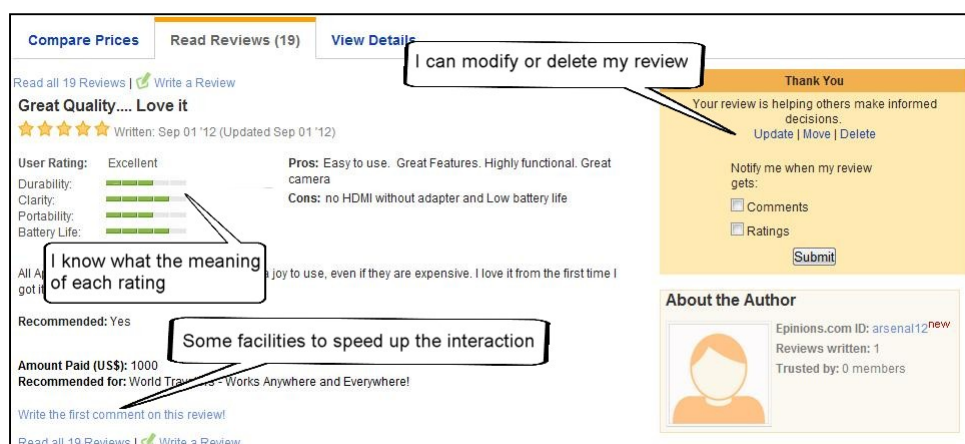 Compare Prices
Read Reviews (19)
View Details
I can modify or delete my review
Read all 19 Reviews | Write a Review
Great Quality.... Love it
Written: Sep 01 '12 (Updated Sep 01 '12)
User Rating: Excellent
Durability:
Clarity:
Portability:
Battery Life:
Pros: Easy to use. Great Features. Highly functional. Great
camera
Cons: no HDMI without adapter and Low battery life
I know what the meaning
of each rating
All a joy to use, even if they are expensive. I love it from the first time I
got
Recommended: Yes
Some facilities to speed up the interaction
Amount Paid (US$): 1000
Recommended for: World - Works Anywhere and Everywhere!
Write the first comment on this review!
Read all 19 Reviews | Write a Review
Thank You
Your review is helping others make informed
decisions.
Update | Move | Delete
Notify me when my review
gets:
Comments
Ratings
Submit
About the Author
Epinions.com ID: arsenal12new
Reviews written: 1
Trusted by: 0 members